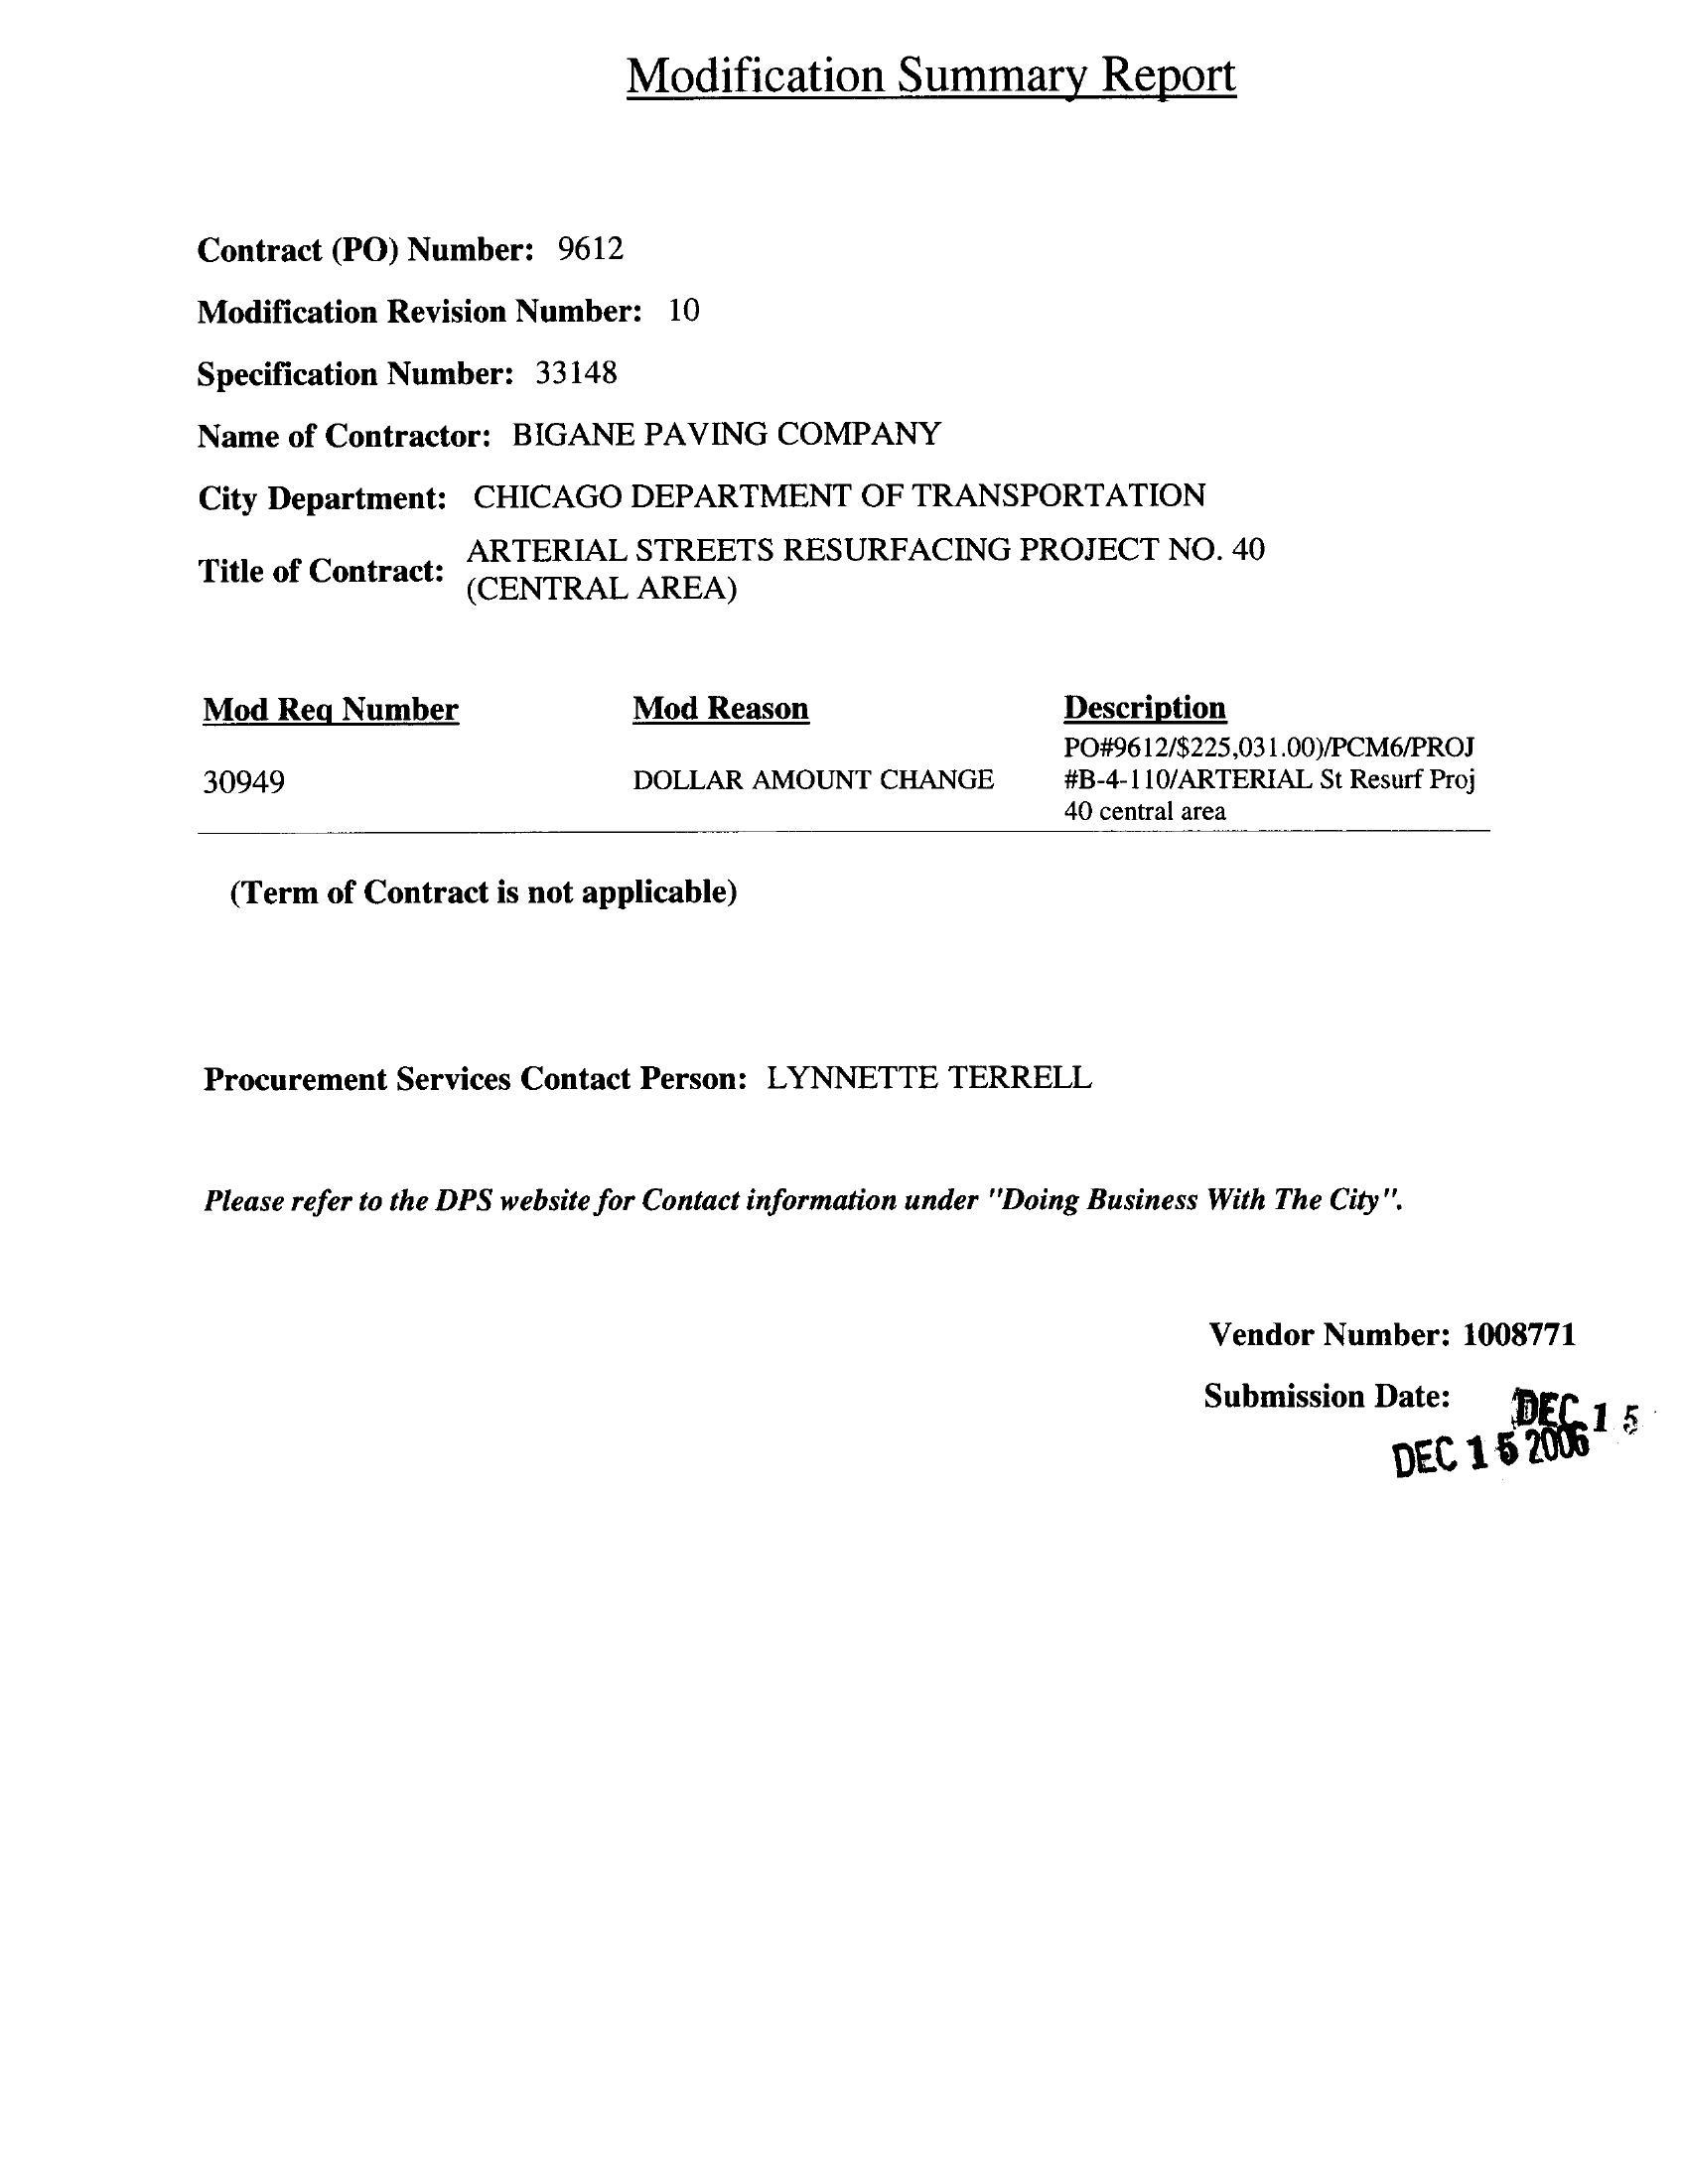 Modification Summary Report
Contract (PO) Number: 9612
Modification Revision Number: 10
Specification Number: 33148
Name of Contractor: BIGANE PAVING COMPANY
City Department: CHICAGO DEPARTMENT OF TRANSPORTATION
Title of Contract: ARTERIAL STREETS RESURFACING PROJECT NO. 40
(CENTRAL AREA)
Mod Req Number Mod Reason Description
PO#9612/$225,031.00)/PCM6/PROJ
30949 DOLLAR AMOUNT CHANGE #B-4-110/ARTERIAL St Resurf Proj
40 central area
(Term of Contract is not applicable)
Procurement Services Contact Person: LYNNETTE TERRELL
Please refer to the DPS website for Contact information under "Doing Business With The City".
Vendor Number: 1008771
Submission Date: DEC 15
DEC 15 2006